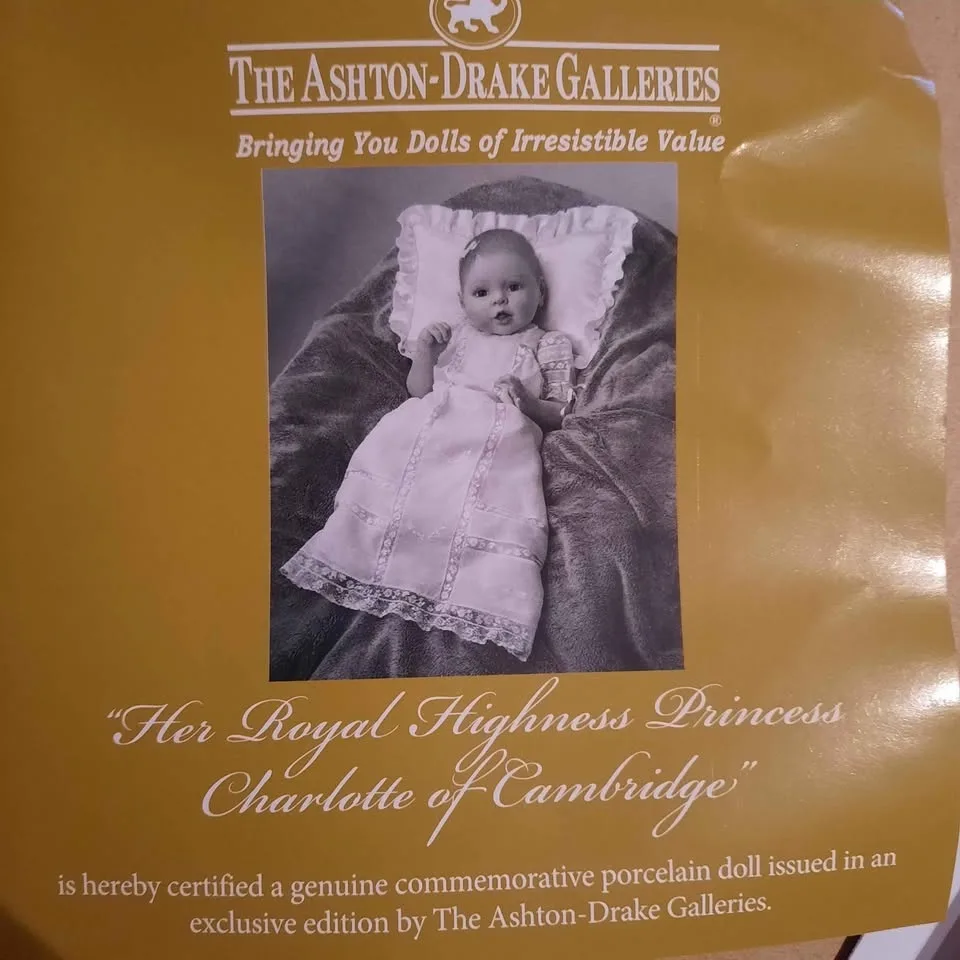 THE ASHTON-DRAKE GALLERIES
®
Bringing You Dolls of Irresistible Value
"Her Royal Highness Princess
Charlotte of Cambridge"
is hereby certified a genuine commemorative porcelain doll issued in an
exclusive edition by The Ashton-Drake Galleries.